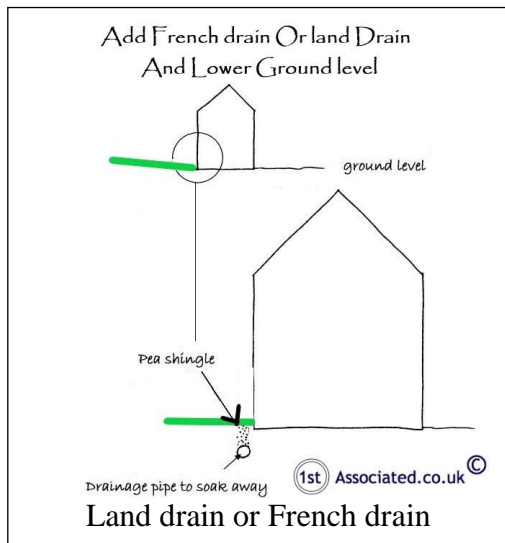 Add French drain Or land Drain
And Lower Ground level
ground level
Pea shingle
Drainage pipe to soak away
1st Associated.co.uk ©
Land drain or French drain